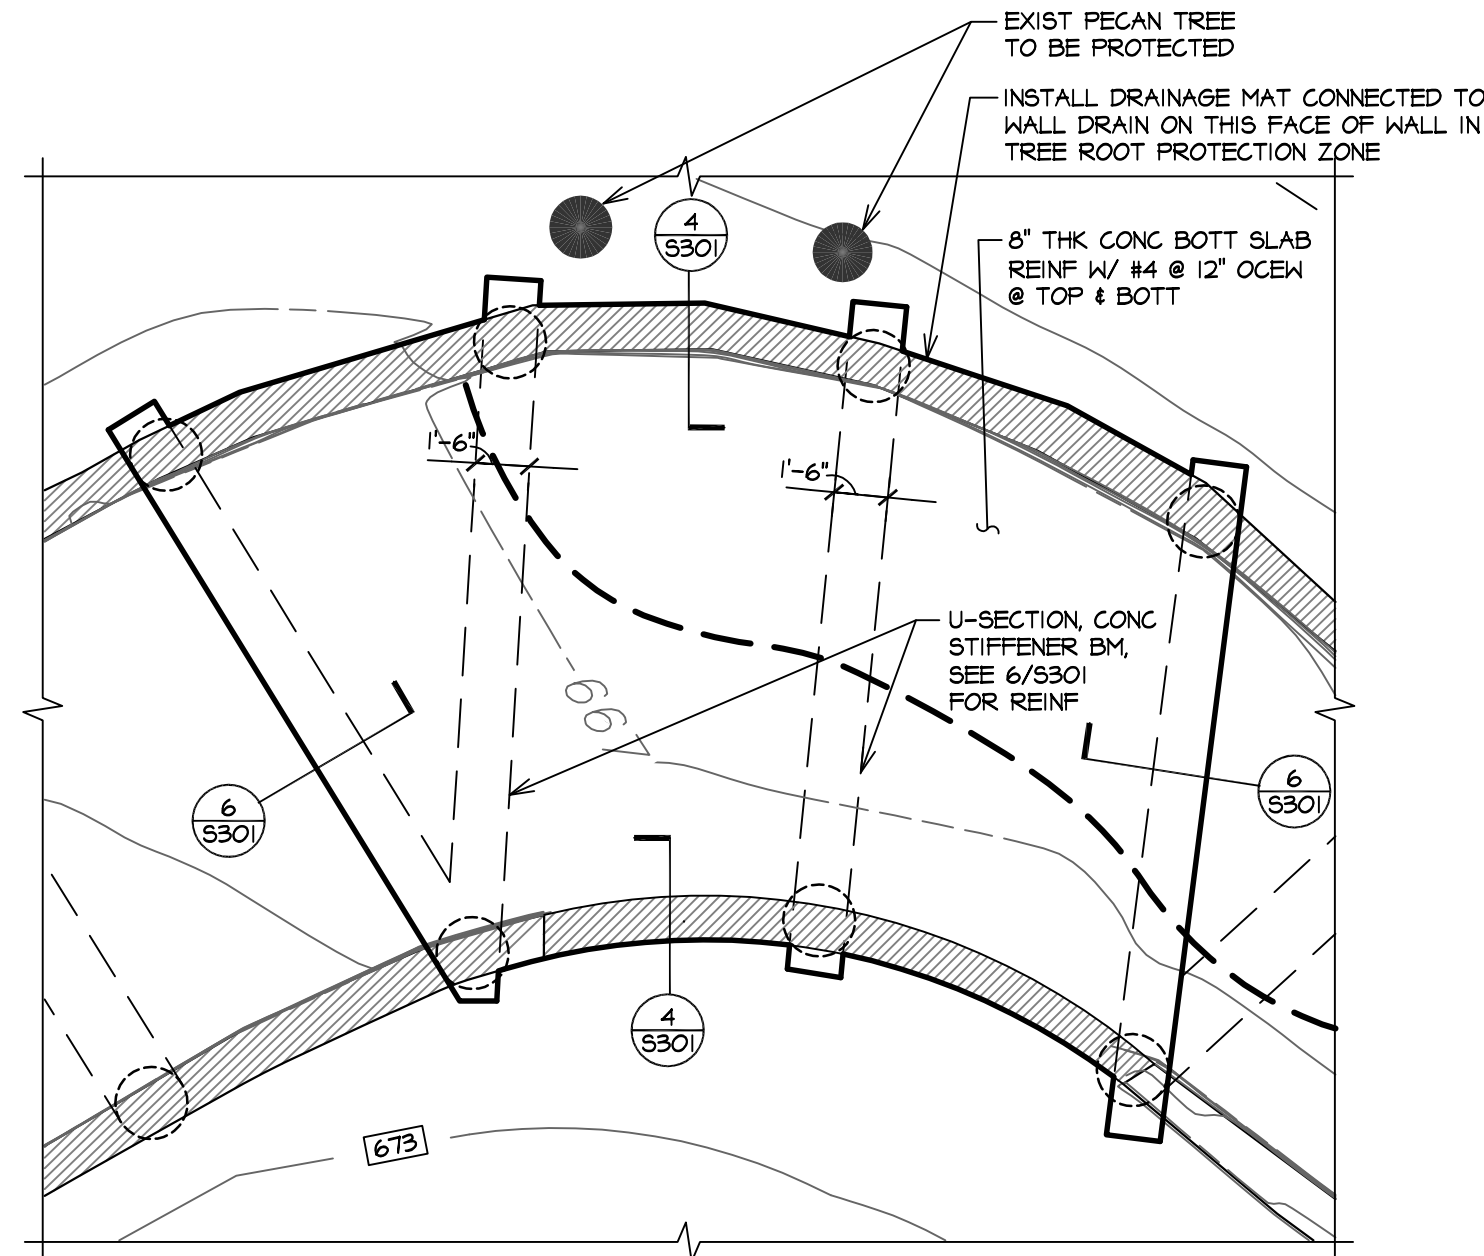 EXIST PECAN TREE
TO BE PROTECTED
INSTALL DRAINAGE MAT CONNECTED TO
WALL DRAIN ON THIS FACE OF WALL IN
TREE ROOT PROTECTION ZONE
4
S301
8" THK CONC BOTT SLAB
REINF W/ #4 @ 12" OCEW
@ TOP & BOTT
1'-6"
1'-6"
U-SECTION, CONC
STIFFENER BM,
SEE 6/S301
FOR REINF
667
6
S301
6
S301
4
S301
673